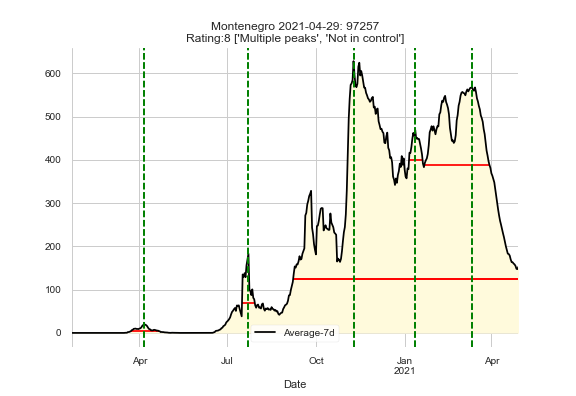 Montenegro 2021-04-29: 97257
Rating:8 ['Multiple peaks', 'Not in control']
600
500
400
300
200
100
0
Average-7d
Apr
Jul
Oct
Jan
2021
Apr
Date